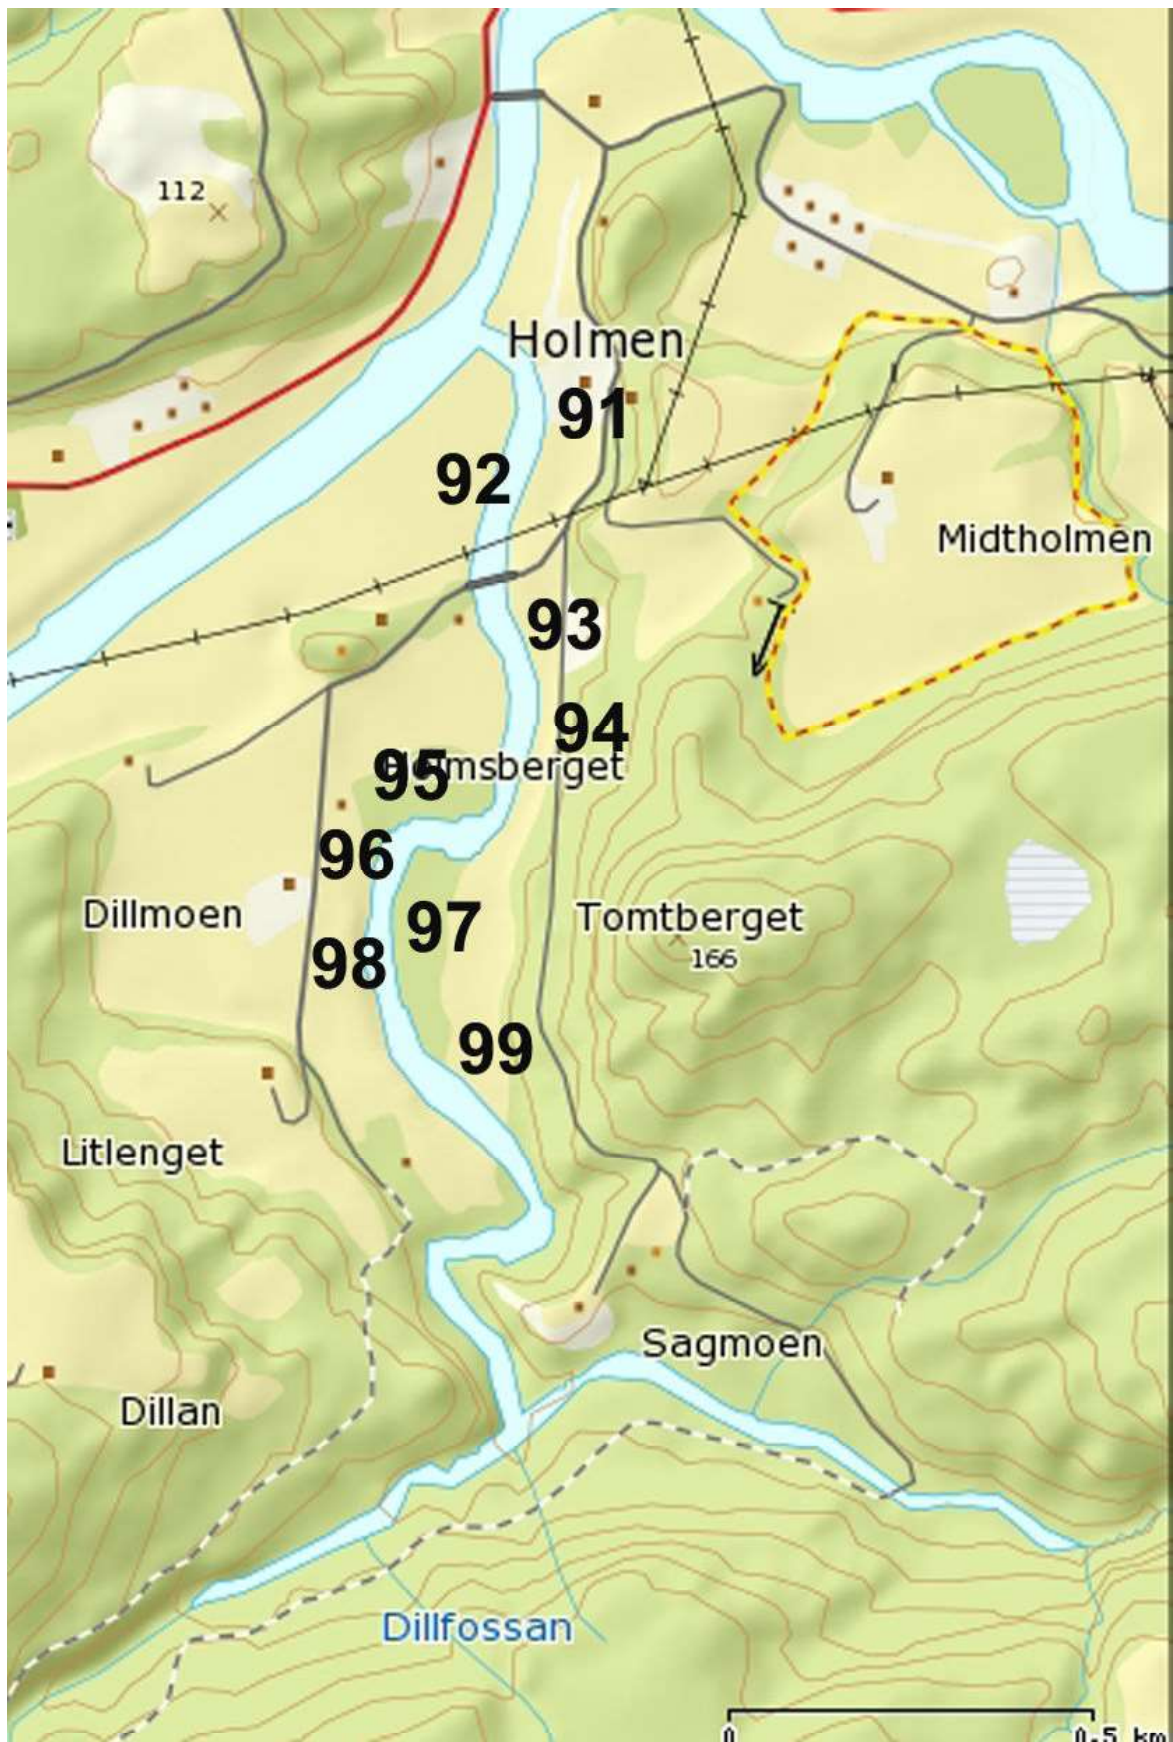 112
Holmen
91
92
Midtholmen
93
94
95
Holmsberget
96
Dillmoen
Tomtberget
97
166
98
99
Litlenget
Sagmoen
Dillan
Dillfossan
0
0.5 km